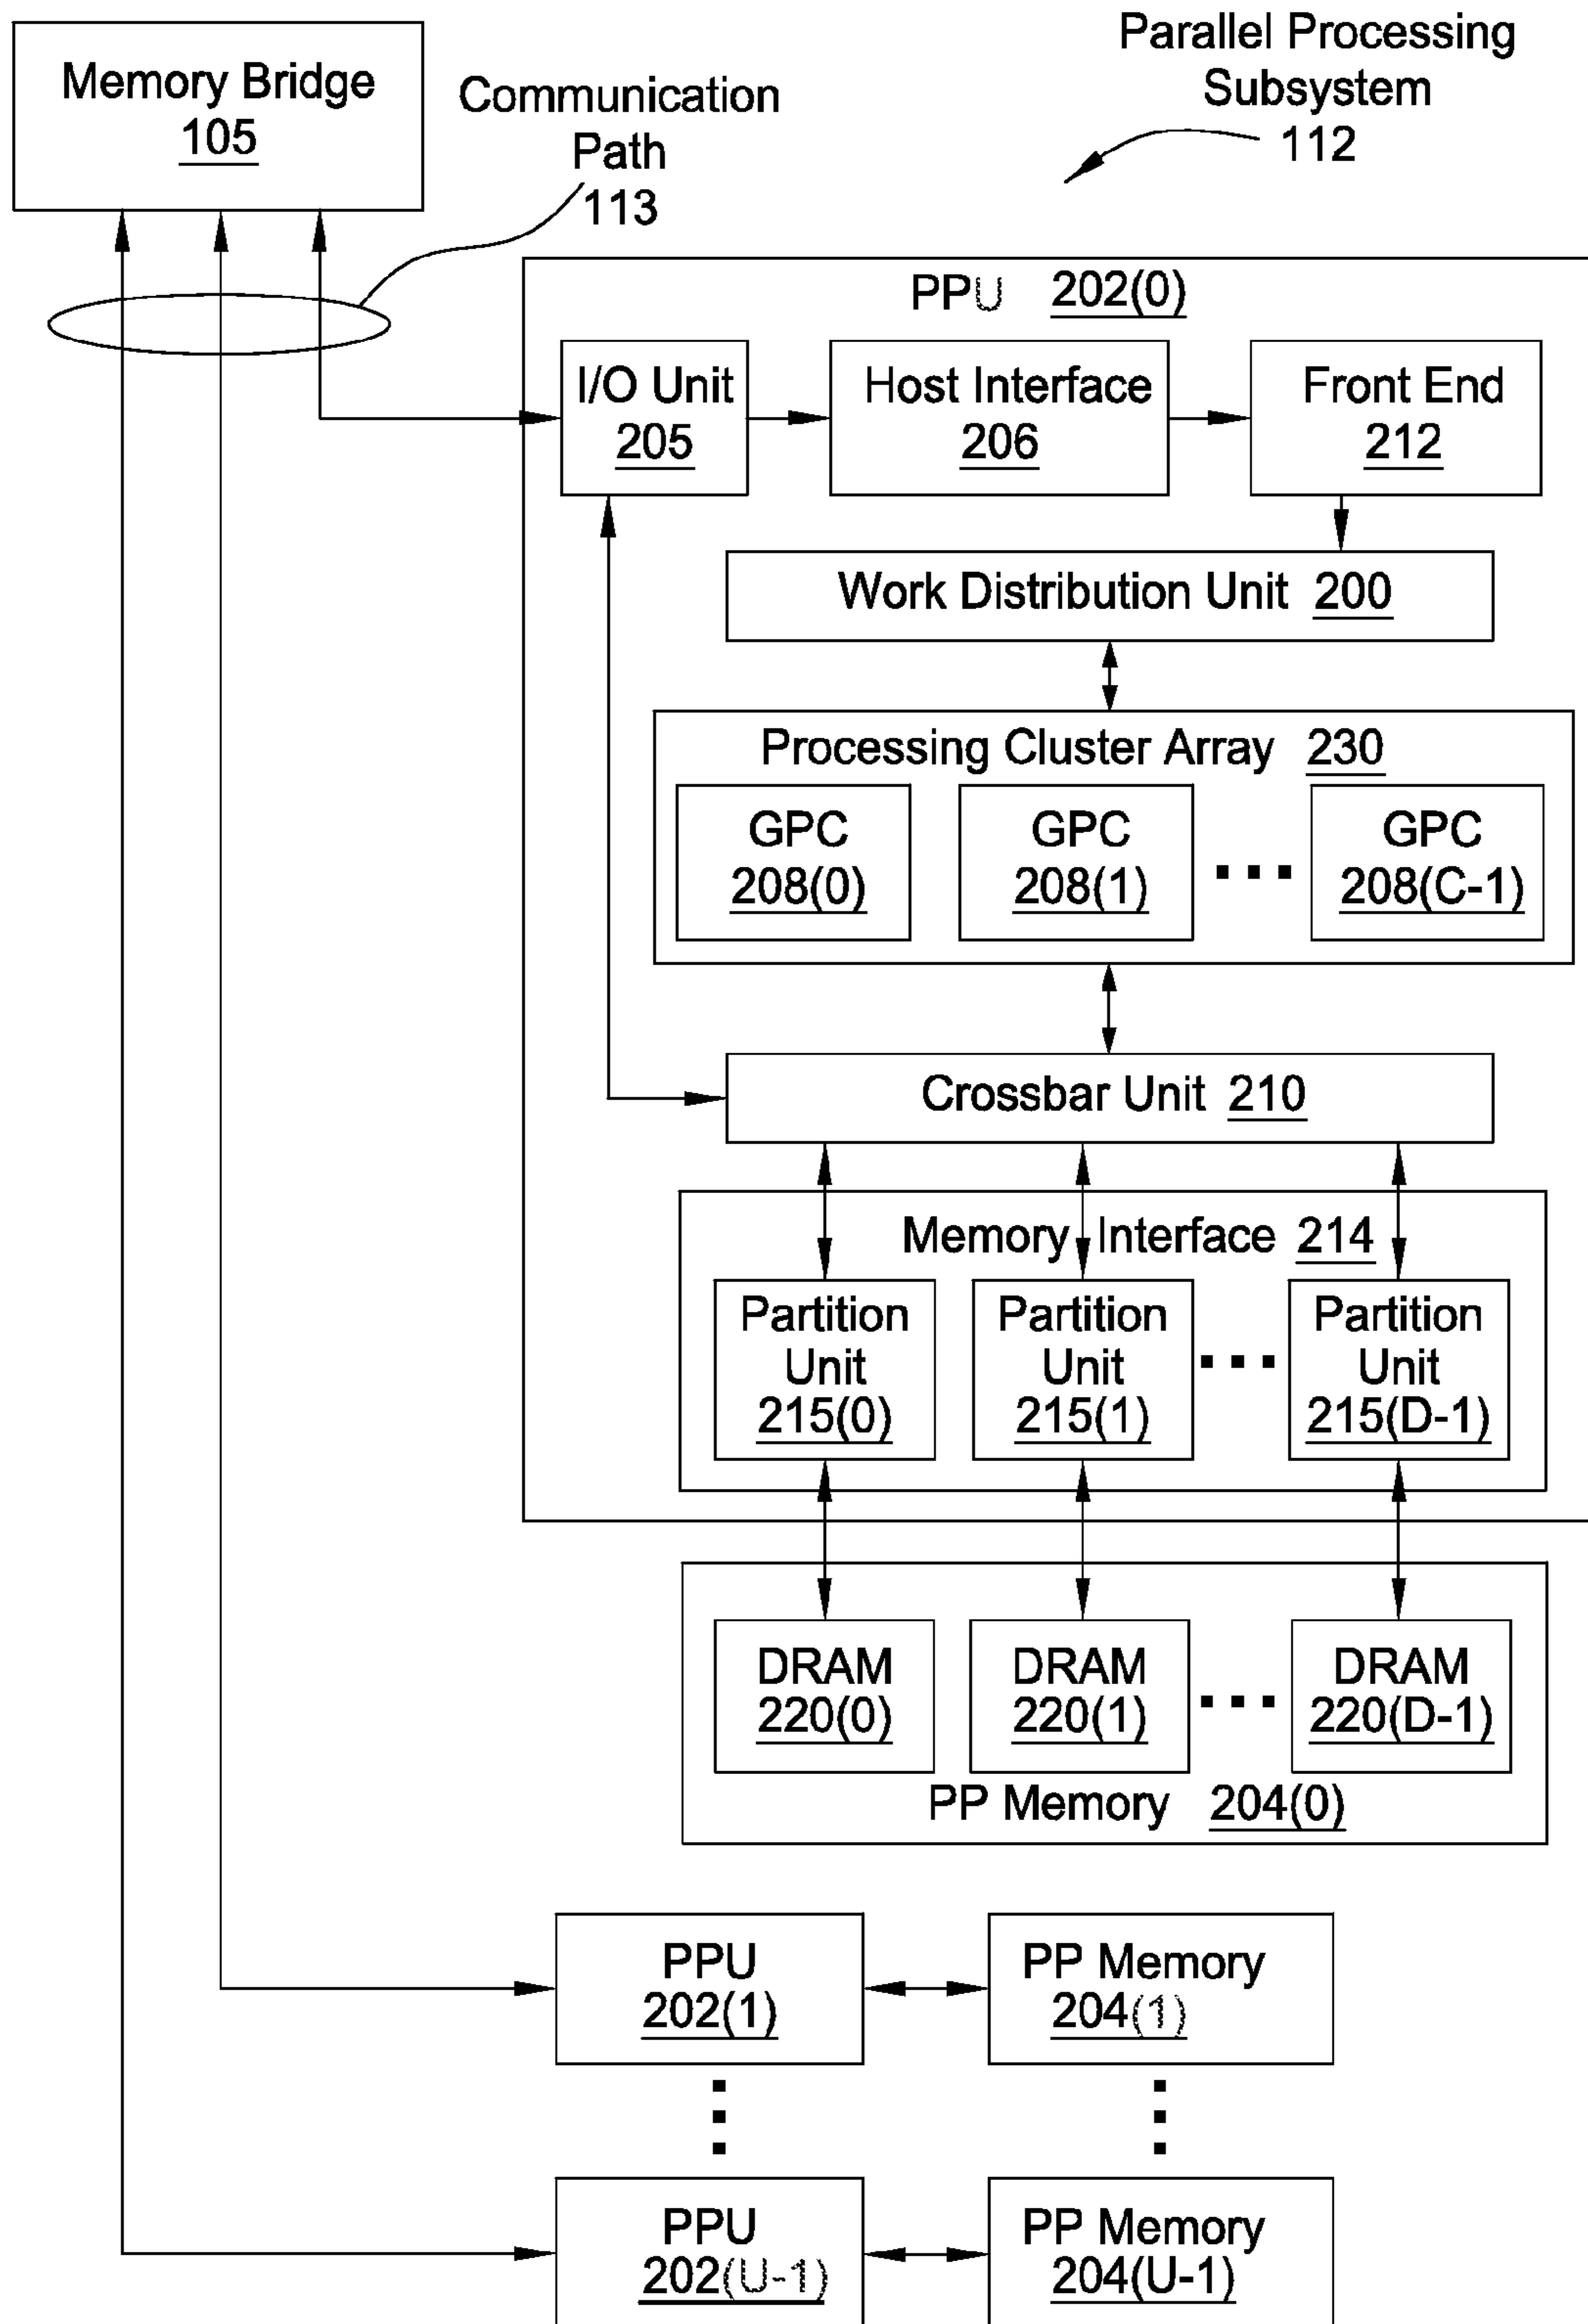 Parallel Processing
Subsystem
112
Memory Bridge
105
Communication
Path
113
PPU 202(0)
I/O Unit
205
Host Interface
206
Front End
212
Work Distribution Unit 200
Processing Cluster Array 230
GPC
208(0)
GPC
208(1)
GPC
208(C-1)
Crossbar Unit 210
Memory Interface 214
Partition
Unit
215(0)
Partition
Unit
215(1)
Partition
Unit
215(D-1)
DRAM
220(0)
DRAM
220(1)
DRAM
220(D-1)
PP Memory 204(0)
PPU
202(1)
PP Memory
204(1)
PPU
202(U-1)
PP Memory
204(U-1)